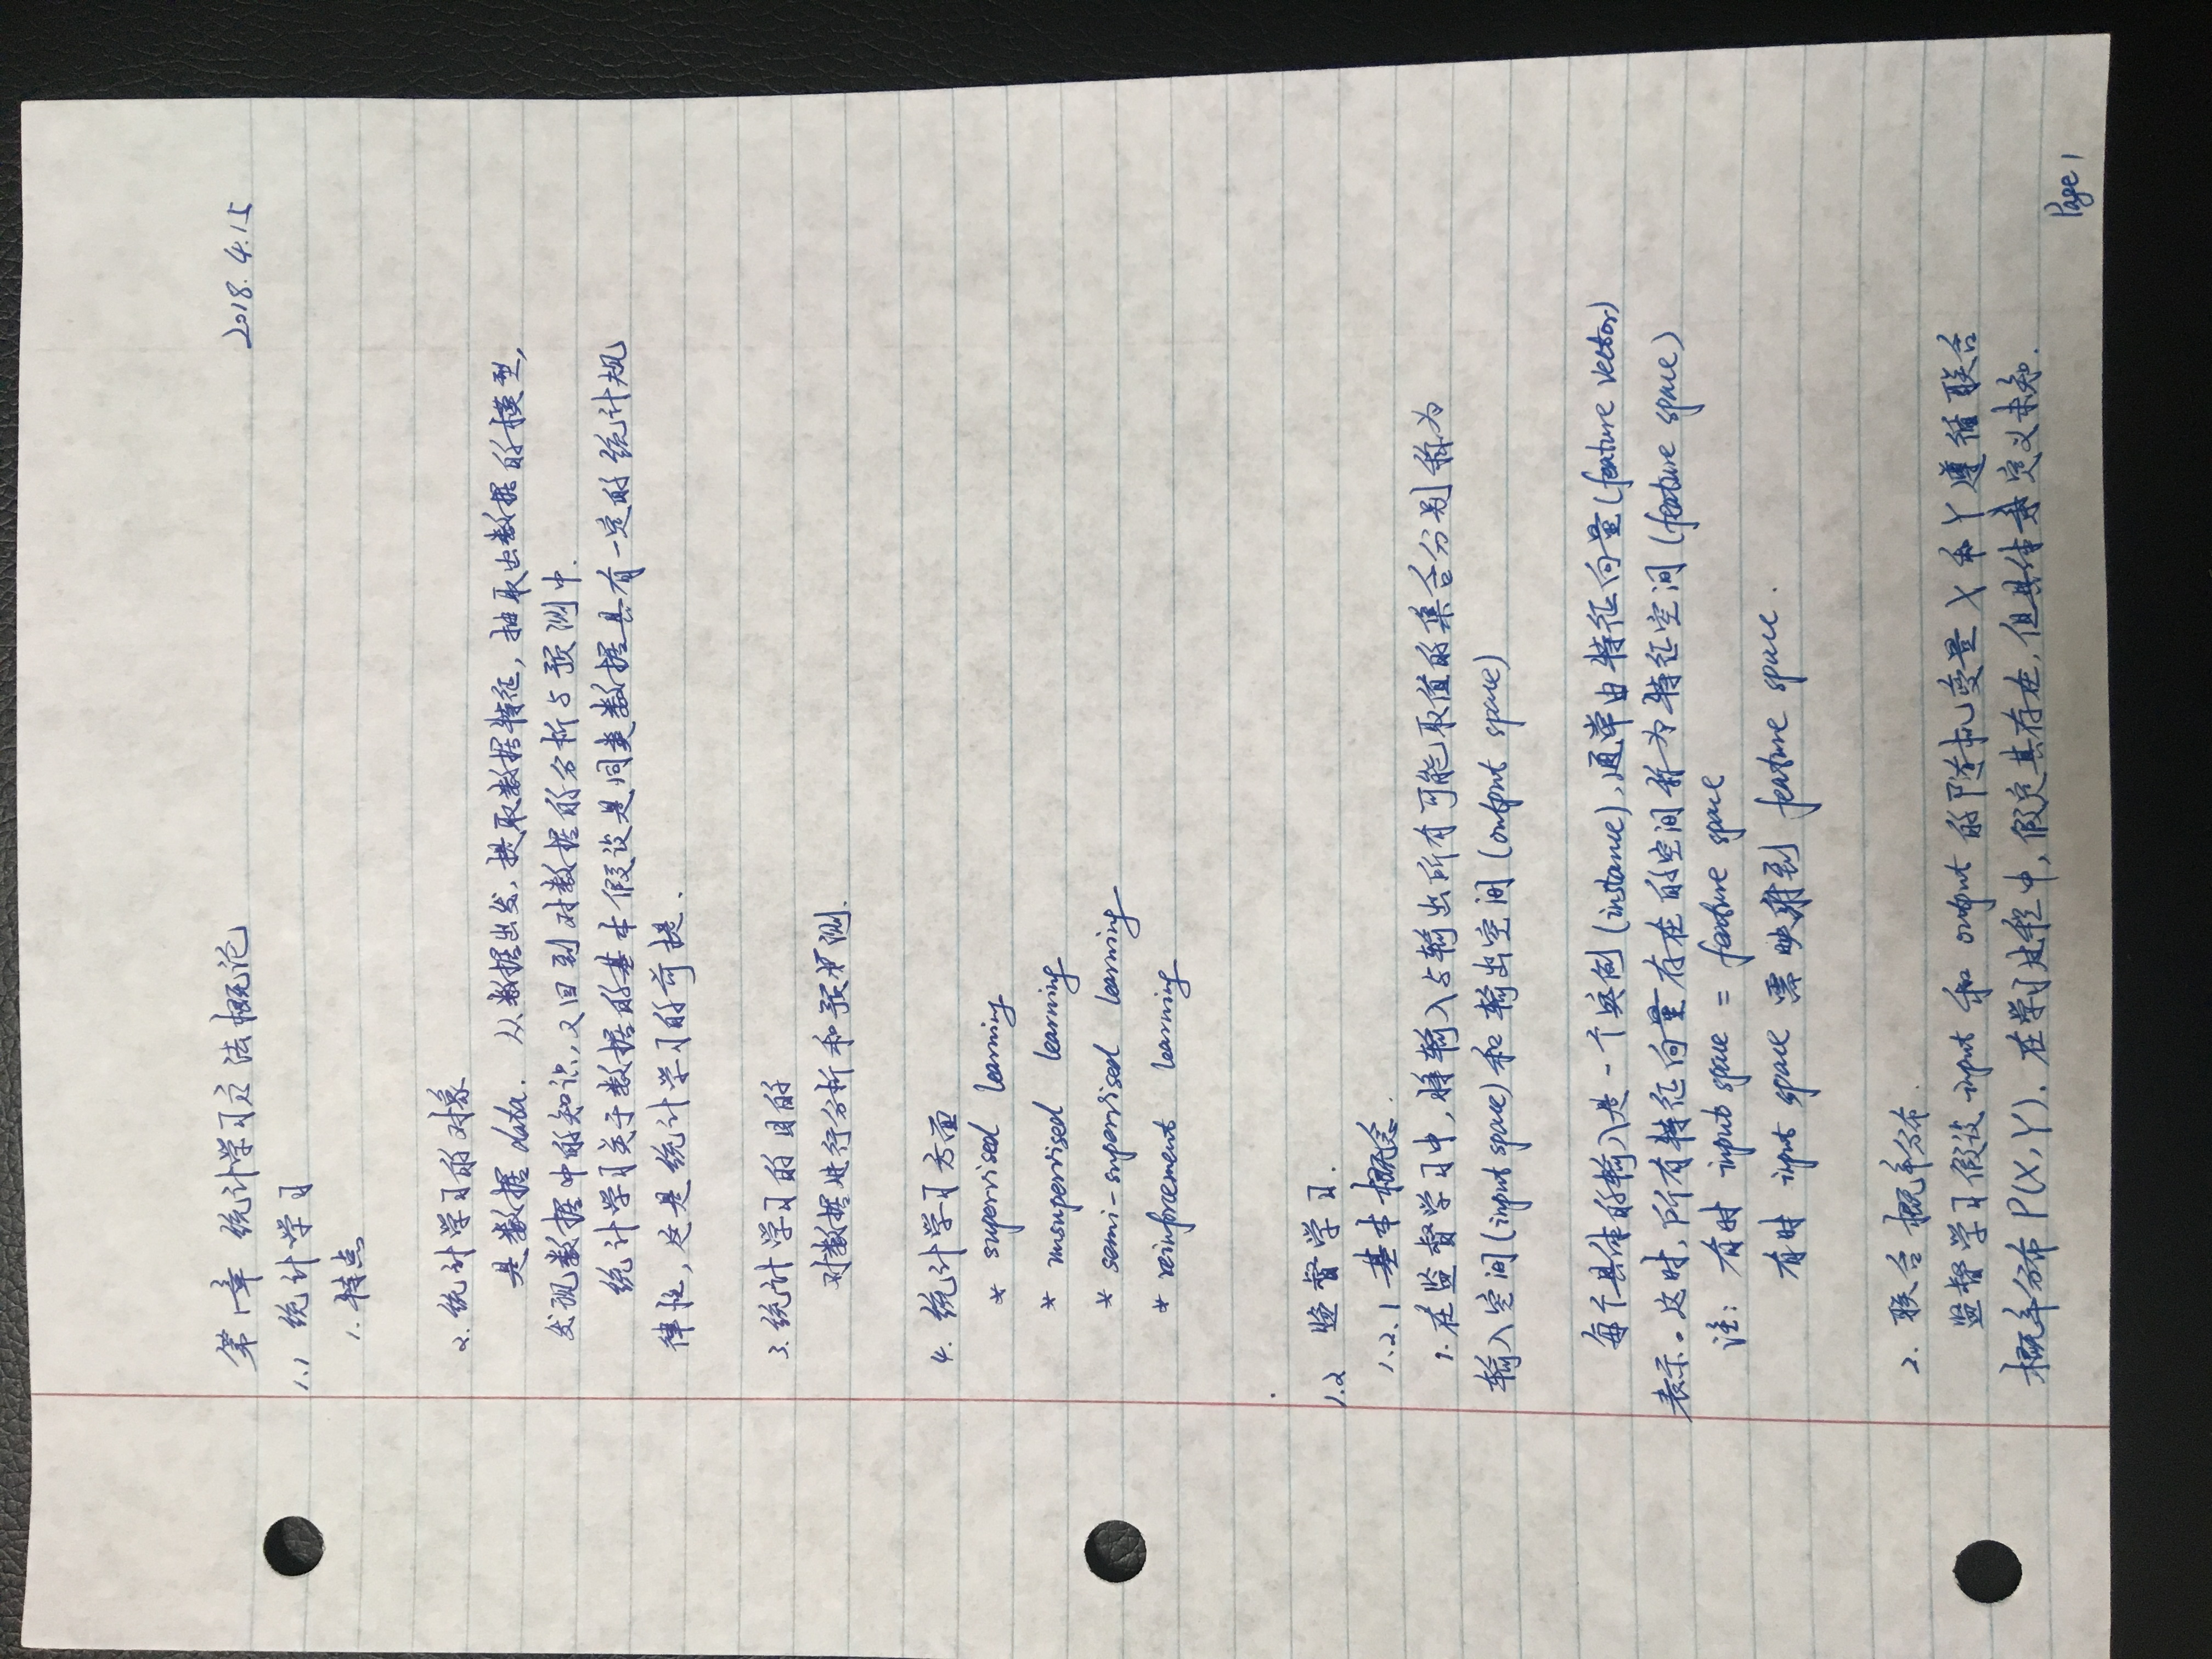 第1章 统计学习方法概论 2018.4.15
1.1 统计学习
1. 特点
2. 统计学习的对象
是数据data. 从数据出发, 提取数据特征, 抽取出数据的模型,
发现数据中的知识, 又回到对数据的分析与预测中.
统计学习关于数据的基本假设是同类数据具有一定的统计规
律性, 这是统计学习的前提.
3. 统计学习的目的
对数据进行分析和预测.
4. 统计学习方面
* supervised learning
* unsupervised learning
* semi-supervised learning
* reinforcement learning
1.2 监督学习.
1.2.1 基本概念.
1. 在监督学习中, 将输入与输出所有可能取值的集合分别称为
输入空间(input space)和输出空间(output space)
每个具体的输入是一个实例(instance), 通常由特征向量(feature vector)
表示。这时, 所有特征向量存在的空间称为特征空间(feature space)
注: 有时 input space = feature space
有时 input space 需映射到 feature space.
2. 联合概率分布.
监督学习假设 input 和 output 的随机变量X和Y遵循联合
概率分布P(X,Y). 在学习过程中, 假定其存在, 但具体定义未知.
Page 1